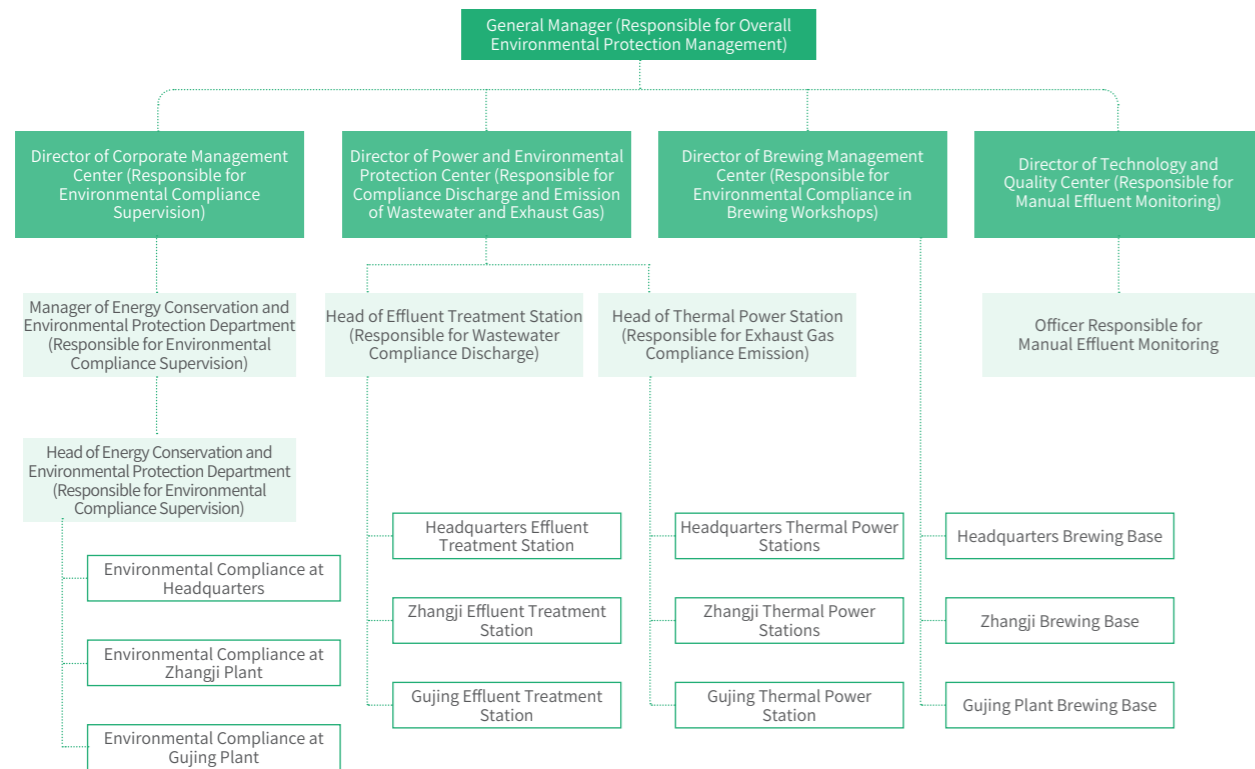 General Manager (Responsible for Overall
Environmental Protection Management)
Director of Corporate Management
Center (Responsible for
Environmental Compliance
Supervision)
Director of Power and Environmental
Protection Center (Responsible for
Compliance Discharge and Emission
of Wastewater and Exhaust Gas)
Director of Brewing Management
Center (Responsible for
Environmental Compliance in
Brewing Workshops)
Director of Technology and
Quality Center (Responsible for
Manual Effluent Monitoring)
Manager of Energy Conservation and
Environmental Protection Department
(Responsible for Environmental
Compliance Supervision)
Head of Effluent Treatment Station
(Responsible for Wastewater
Compliance Discharge)
Head of Thermal Power Station
(Responsible for Exhaust Gas
Compliance Emission)
Officer Responsible for
Manual Effluent Monitoring
Head of Energy Conservation and
Environmental Protection Department
(Responsible for Environmental
Compliance Supervision)
Environmental Compliance at
Headquarters
Environmental Compliance at
Zhangji Plant
Environmental Compliance at
Gujing Plant
Headquarters Effluent
Treatment Station
Zhangji Effluent Treatment
Station
Gujing Effluent Treatment
Station
Headquarters Thermal Power
Stations
Zhangji Thermal Power
Stations
Gujing Thermal Power
Station
Headquarters Brewing Base
Zhangji Brewing Base
Gujing Plant Brewing Base